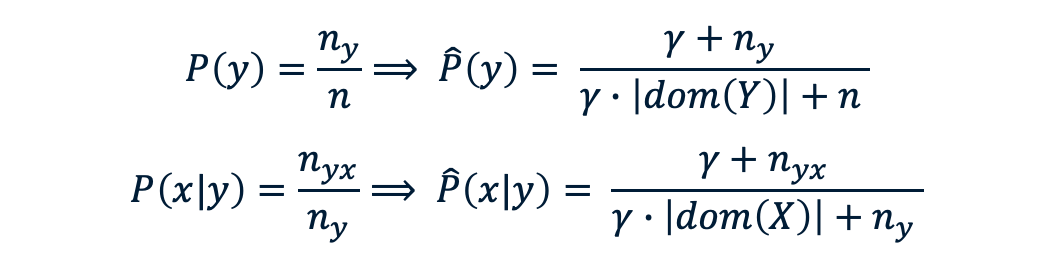 P(y) = n_y / n ⟹ P̂(y) = (γ + n_y) / (γ · |dom(Y)| + n)
P(x|y) = n_yx / n_y ⟹ P̂(x|y) = (γ + n_yx) / (γ · |dom(X)| + n_y)